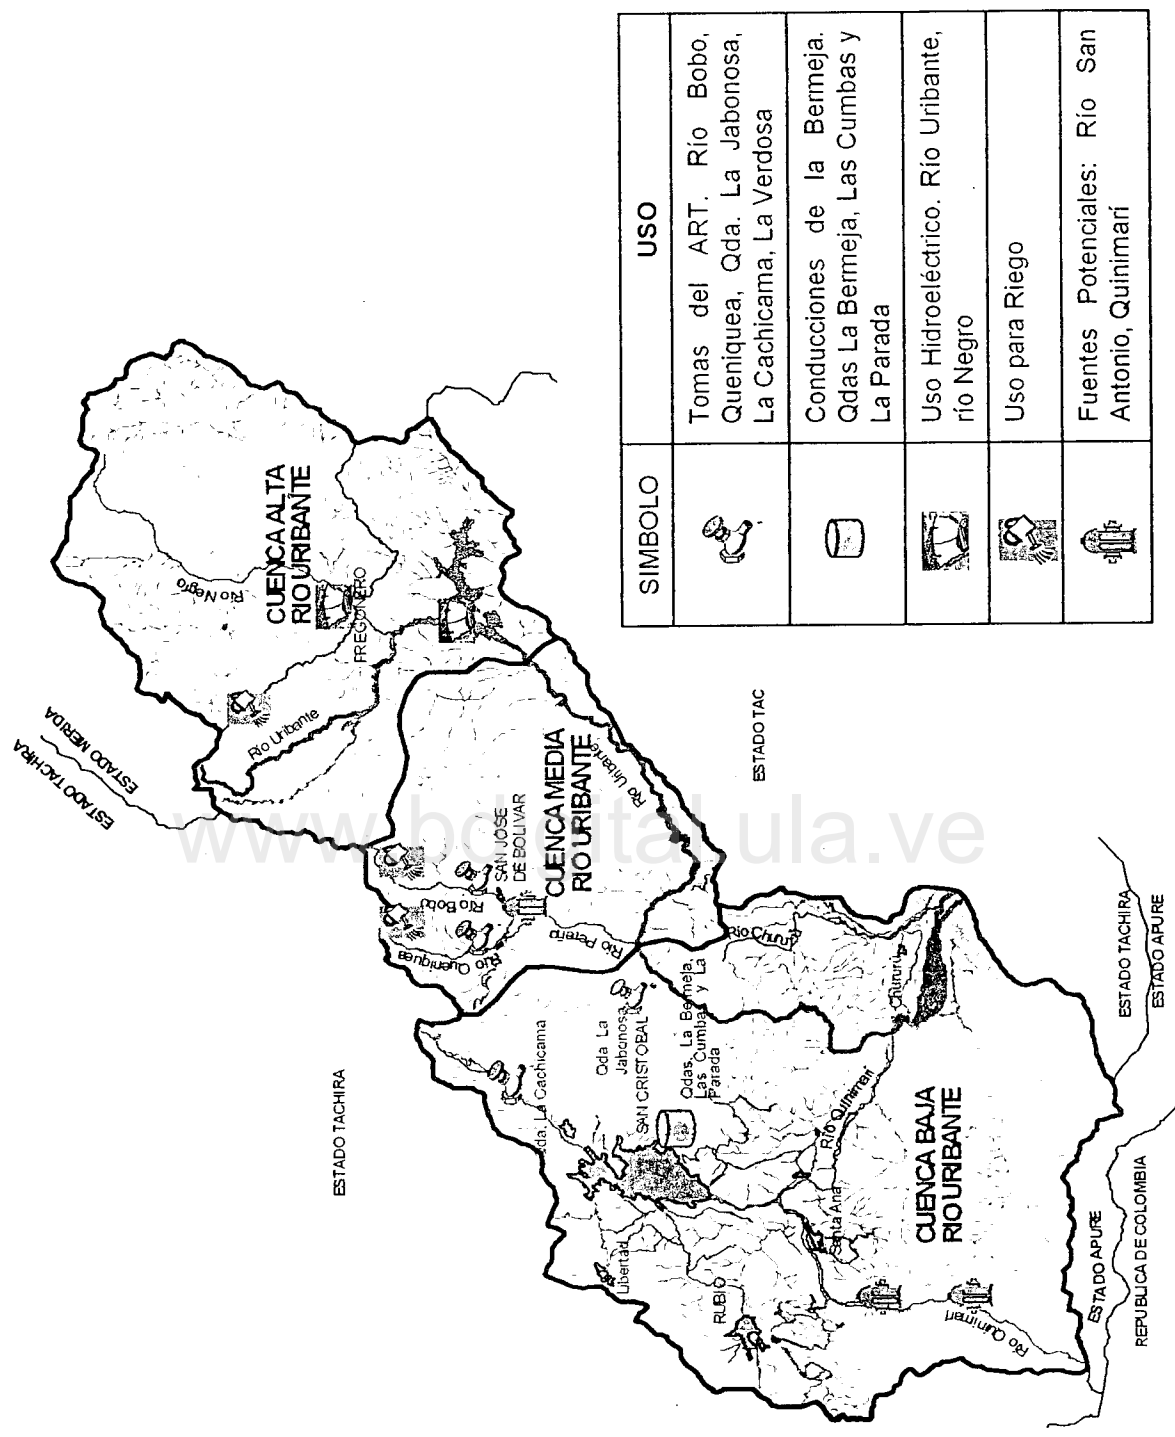 ESTADO TACHIRA
ESTADO MERIDA
CUENCA ALTA
RIO URIBANTE
Río Negro
PREGONERO
Río Uribante
CUENCA MEDIA
RIO URIBANTE
Río Uribante
SAN JOSE
DE BOLIVAR
Río Bobo
Río Queniquea
Río Pereño
ESTADO TAC
ESTADO TACHIRA
Qda. La Cachicama
Qda La
Jabonosa
SAN CRISTOBAL
Qdas. La Bermeja,
Las Cumbas y La
Parada
Río Chururú
Chururú
Río Quinimarí
CUENCA BAJA
RIO URIBANTE
Santa Ana
Libertad
RUBIO
Río Quinimarí
ESTADO TACHIRA
ESTADO APURE
ESTADO APURE
REPUBLICA DE COLOMBIA
SIMBOLO
USO
Tomas del ART. Río Bobo,
Queniquea, Qda. La Jabonosa,
La Cachicama, La Verdosa
Conducciones de la Bermeja.
Qdas La Bermeja, Las Cumbas y
La Parada
Uso Hidroeléctrico. Río Uribante,
río Negro
Uso para Riego
Fuentes Potenciales: Río San
Antonio, Quinimarí
www.bdigital.ula.ve